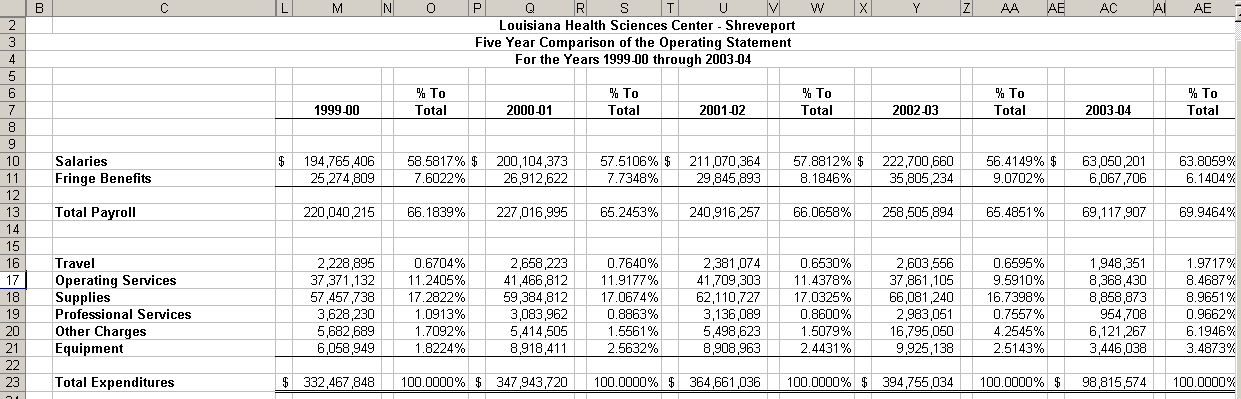 B C L M N O P Q R S T U V W X Y Z AA AE AC AI AE
2 Louisiana Health Sciences Center - Shreveport
3 Five Year Comparison of the Operating Statement
4 For the Years 1999-00 through 2003-04
5
6 % To % To % To % To % To
7 1999-00 Total 2000-01 Total 2001-02 Total 2002-03 Total 2003-04 Total
8
9
10 Salaries $ 194,765,406 58.5817% $ 200,104,373 57.5106% $ 211,070,364 57.8812% $ 222,700,660 56.4149% $ 63,050,201 63.8059%
11 Fringe Benefits 25,274,809 7.6022% 26,912,622 7.7348% 29,845,893 8.1846% 35,805,234 9.0702% 6,067,706 6.1404%
12
13 Total Payroll 220,040,215 66.1839% 227,016,995 65.2453% 240,916,257 66.0658% 258,505,894 65.4851% 69,117,907 69.9464%
14
15
16 Travel 2,228,895 0.6704% 2,658,223 0.7640% 2,381,074 0.6530% 2,603,556 0.6595% 1,948,351 1.9717%
17 Operating Services 37,371,132 11.2405% 41,466,812 11.9177% 41,709,303 11.4378% 37,861,105 9.5910% 8,368,430 8.4687%
18 Supplies 57,457,738 17.2822% 59,384,812 17.0674% 62,110,727 17.0325% 66,081,240 16.7398% 8,858,873 8.9651%
19 Professional Services 3,628,230 1.0913% 3,083,962 0.8863% 3,136,089 0.8600% 2,983,051 0.7557% 954,708 0.9662%
20 Other Charges 5,682,689 1.7092% 5,414,505 1.5561% 5,498,623 1.5079% 16,795,050 4.2545% 6,121,267 6.1946%
21 Equipment 6,058,949 1.8224% 8,918,411 2.5632% 8,908,963 2.4431% 9,925,138 2.5143% 3,446,038 3.4873%
22
23 Total Expenditures $ 332,467,848 100.0000% $ 347,943,720 100.0000% $ 364,661,036 100.0000% $ 394,755,034 100.0000% $ 98,815,574 100.0000%